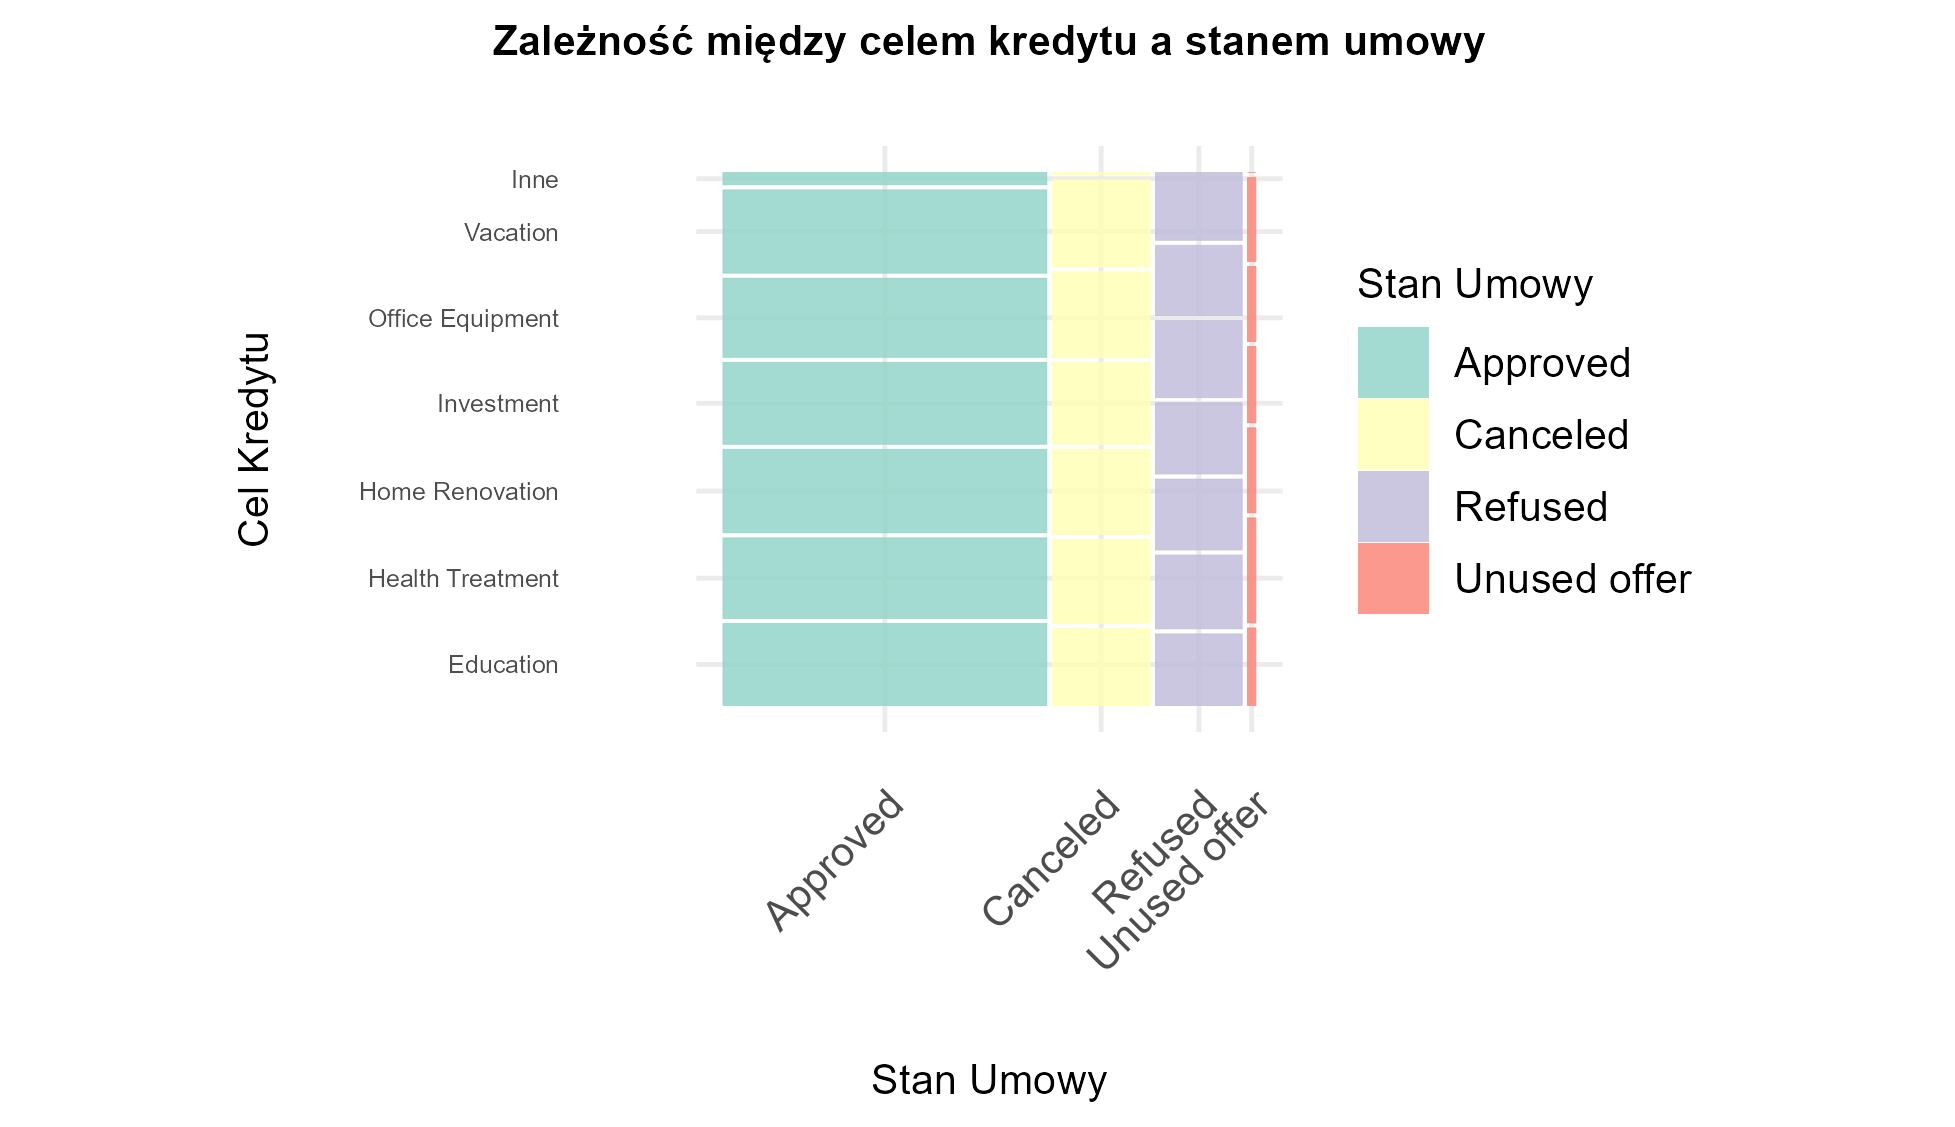 Zależność między celem kredytu a stanem umowy
Cel Kredytu
Inne
Vacation
Office Equipment
Investment
Home Renovation
Health Treatment
Education
Approved
Canceled
Refused
Unused offer
Stan Umowy
Stan Umowy
Approved
Canceled
Refused
Unused offer